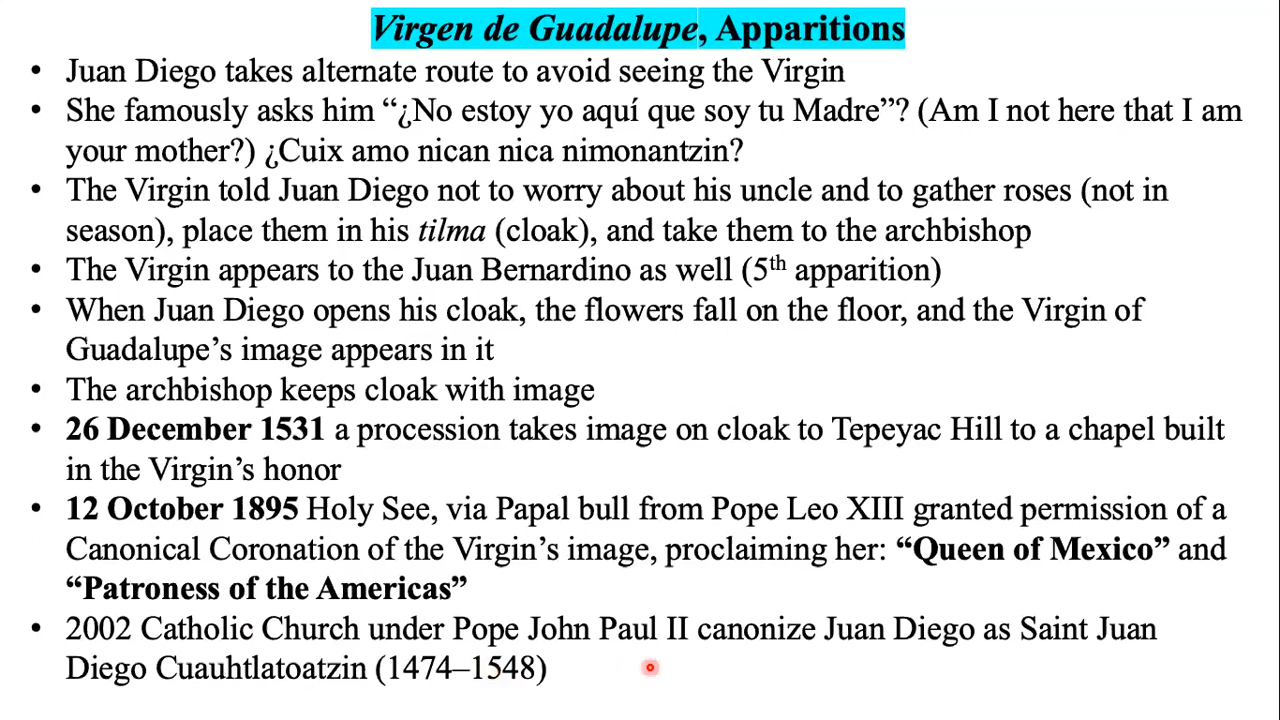 Virgen de Guadalupe, Apparitions
• Juan Diego takes alternate route to avoid seeing the Virgin
• She famously asks him “¿No estoy yo aquí que soy tu Madre”? (Am I not here that I am
your mother?) ¿Cuix amo nican nica nimonantzin?
• The Virgin told Juan Diego not to worry about his uncle and to gather roses (not in
season), place them in his tilma (cloak), and take them to the archbishop
• The Virgin appears to the Juan Bernardino as well (5th apparition)
• When Juan Diego opens his cloak, the flowers fall on the floor, and the Virgin of
Guadalupe’s image appears in it
• The archbishop keeps cloak with image
• 26 December 1531 a procession takes image on cloak to Tepeyac Hill to a chapel built
in the Virgin’s honor
• 12 October 1895 Holy See, via Papal bull from Pope Leo XIII granted permission of a
Canonical Coronation of the Virgin’s image, proclaiming her: “Queen of Mexico” and
“Patroness of the Americas”
• 2002 Catholic Church under Pope John Paul II canonize Juan Diego as Saint Juan
Diego Cuauhtlatoatzin (1474–1548)